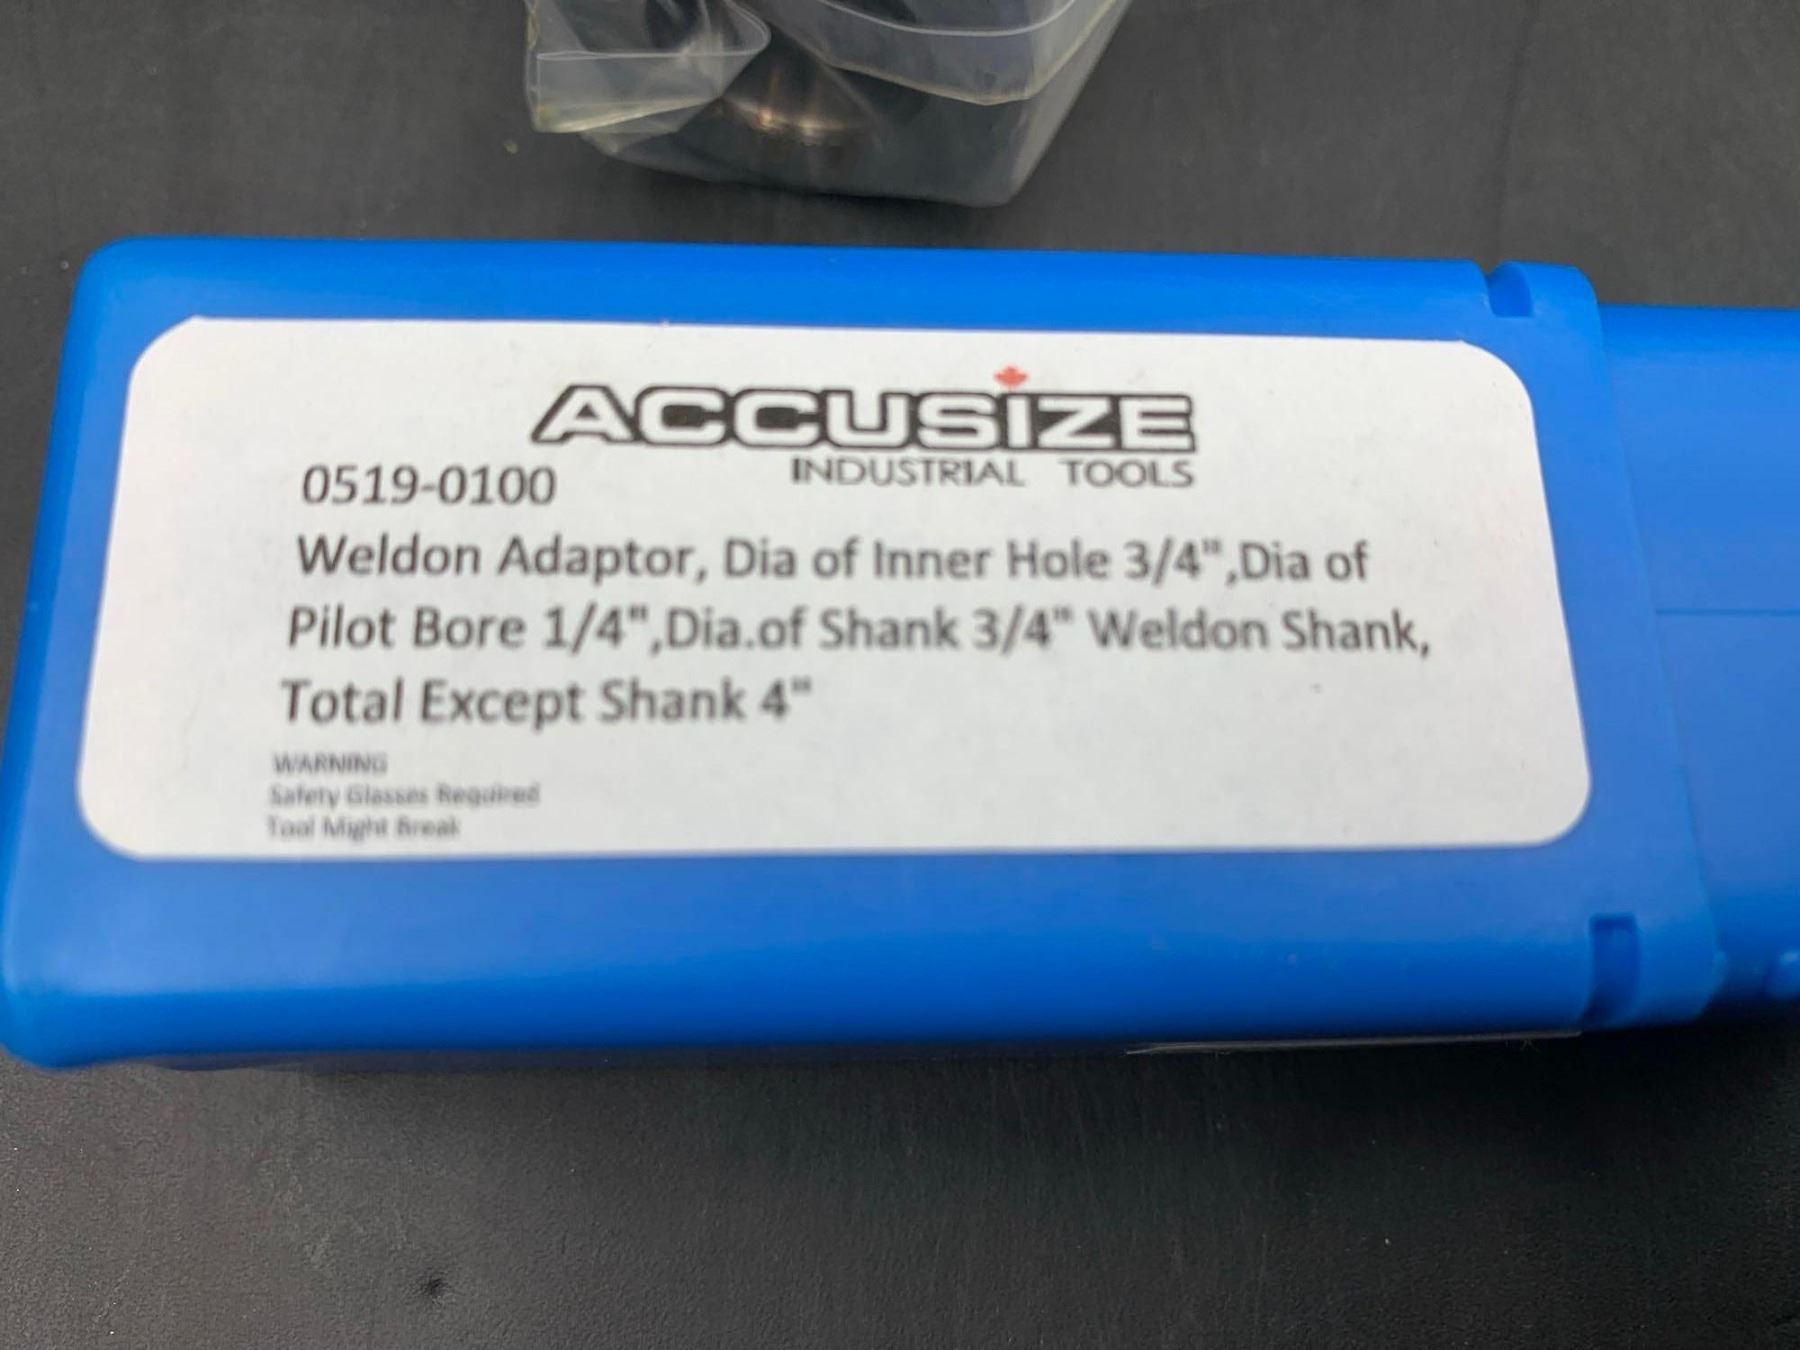 ACCUSIZE
INDUSTRIAL TOOLS
0519-0100
Weldon Adaptor, Dia of Inner Hole 3/4",Dia of
Pilot Bore 1/4",Dia.of Shank 3/4" Weldon Shank,
Total Except Shank 4"
WARNING
Safety Glasses Required
Tool Might Break